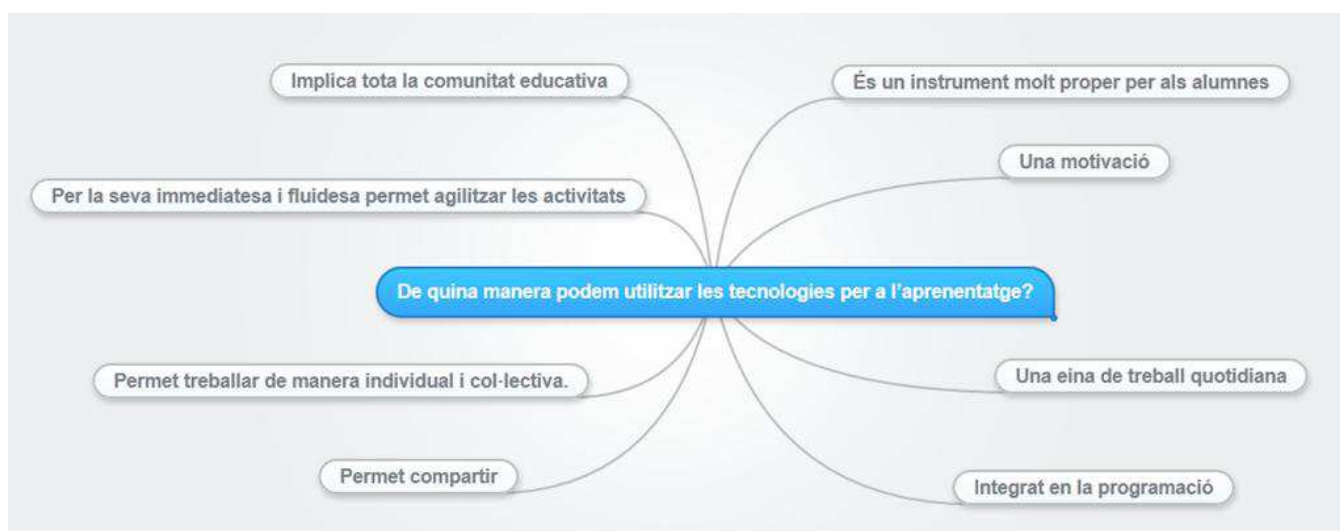 Implica tota la comunitat educativa
És un instrument molt proper per als alumnes
Una motivació
Per la seva immediatesa i fluidesa permet agilitzar les activitats
De quina manera podem utilitzar les tecnologies per a l’aprenentatge?
Permet treballar de manera individual i col·lectiva.
Una eina de treball quotidiana
Permet compartir
Integrat en la programació